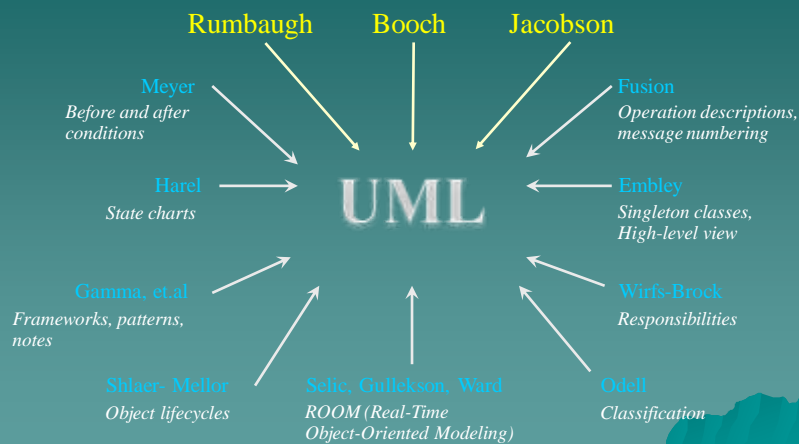 Rumbaugh Booch Jacobson
Meyer
Before and after
conditions
Fusion
Operation descriptions,
message numbering
Harel
State charts
UML
Embley
Singleton classes,
High-level view
Gamma, et.al
Frameworks, patterns,
notes
Wirfs-Brock
Responsibilities
Shlaer- Mellor
Object lifecycles
Selic, Gullekson, Ward
ROOM (Real-Time
Object-Oriented Modeling)
Odell
Classification